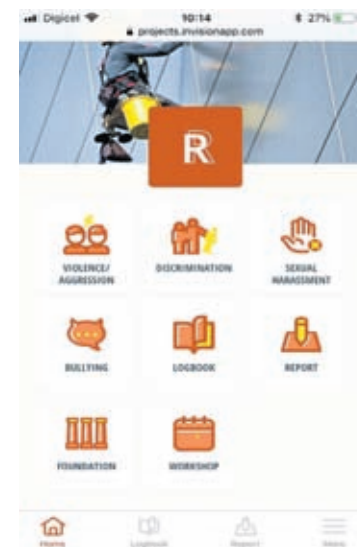 Digicel 10:14 27%
projects.invisionapp.com
R
VIOLENCE/
AGGRESSION
DISCRIMINATION
SEXUAL
HARASSMENT
BULLYING
LOGBOOK
REPORT
FOUNDATION
WORKSHOP
Home Logbook Report Menu